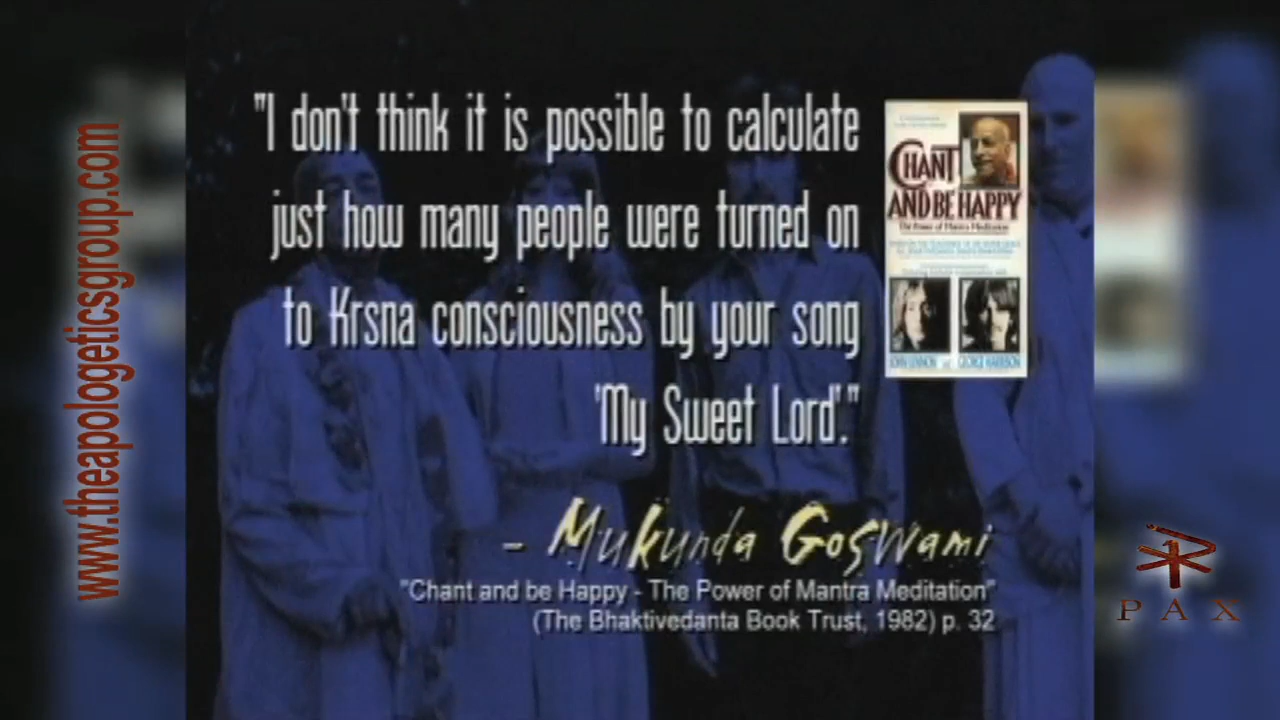 "I don't think it is possible to calculate
just how many people were turned on
to Krsna consciousness by your song
'My Sweet Lord'."
– Mukunda Goswami
"Chant and be Happy - The Power of Mantra Meditation"
(The Bhaktivedanta Book Trust, 1982) p. 32
CHANT
AND BE HAPPY
The Power of Mantra Meditation
JOHN LENNON
GEORGE HARRISON
www.theapologeticsgroup.com
PAX